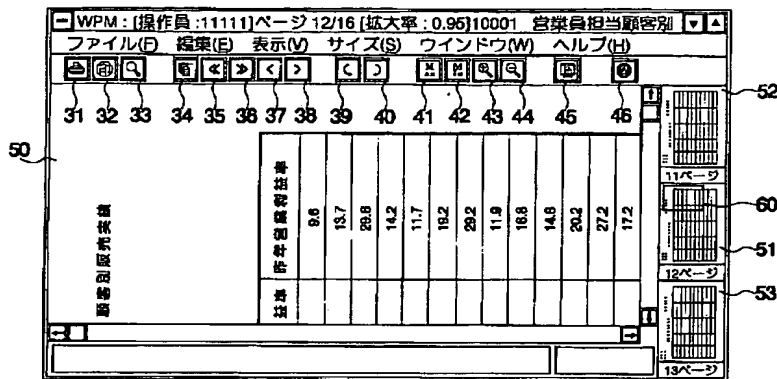 WPM : [操作員 :11111]ページ 12/16 [拡大率 : 0.95]10001 営業員担当顧客別
ファイル(F) 編集(E) 表示(V) サイズ(S) ウインドウ(W) ヘルプ(H)
31 32 33 34 35 36 37 38 39 40 41 42 43 44 45 46
50
52
11ページ
60
51
12ページ
53
13ページ
顧客別販売実績
益率
昨年営業粗益率
9.6
13.7
29.8
14.2
11.7
19.2
29.2
11.9
16.8
14.8
20.2
27.2
17.2